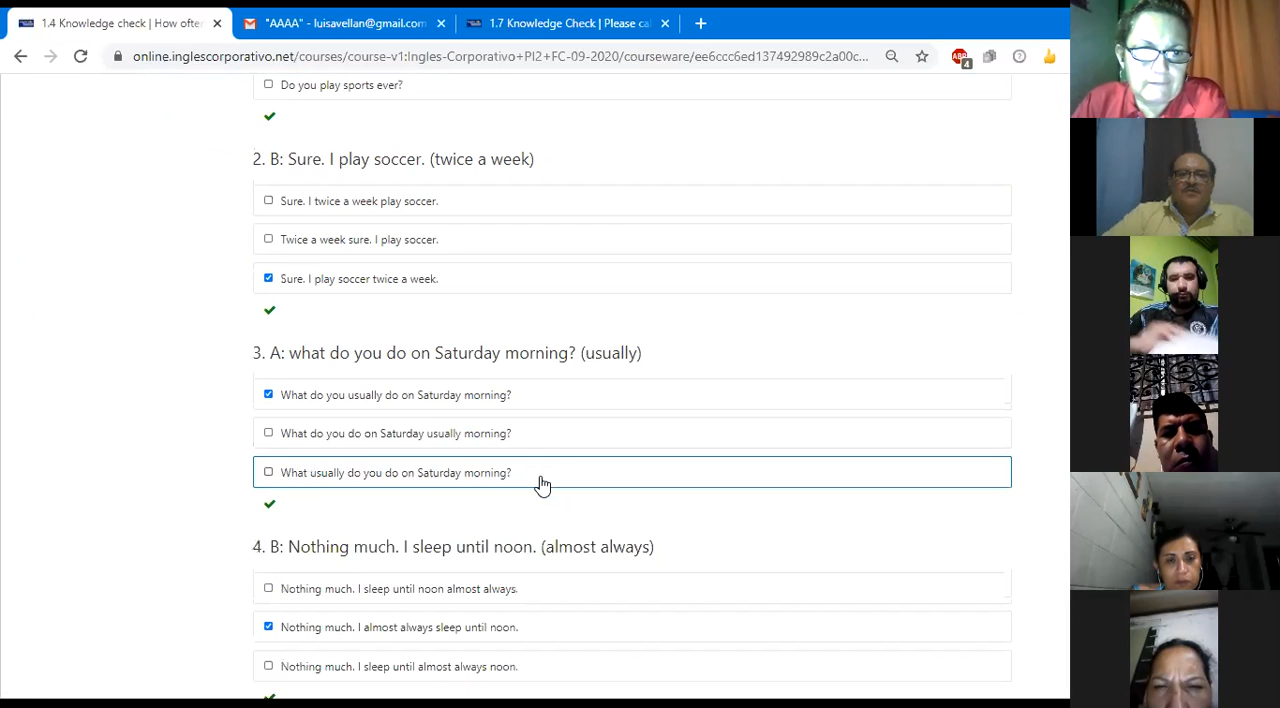 1.4 Knowledge check | How ofte
"AAAA" - luisavellan@gmail.com
1.7 Knowledge Check | Please ca
online.inglescorporativo.net/courses/course-v1:Ingles-Corporativo+PI2+FC-09-2020/courseware/ee6ccc6ed137492989c2a00c...
4
Do you play sports ever?
2. B: Sure. I play soccer. (twice a week)
Sure. I twice a week play soccer.
Twice a week sure. I play soccer.
Sure. I play soccer twice a week.
3. A: what do you do on Saturday morning? (usually)
What do you usually do on Saturday morning?
What do you do on Saturday usually morning?
What usually do you do on Saturday morning?
4. B: Nothing much. I sleep until noon. (almost always)
Nothing much. I sleep until noon almost always.
Nothing much. I almost always sleep until noon.
Nothing much. I sleep until almost always noon.